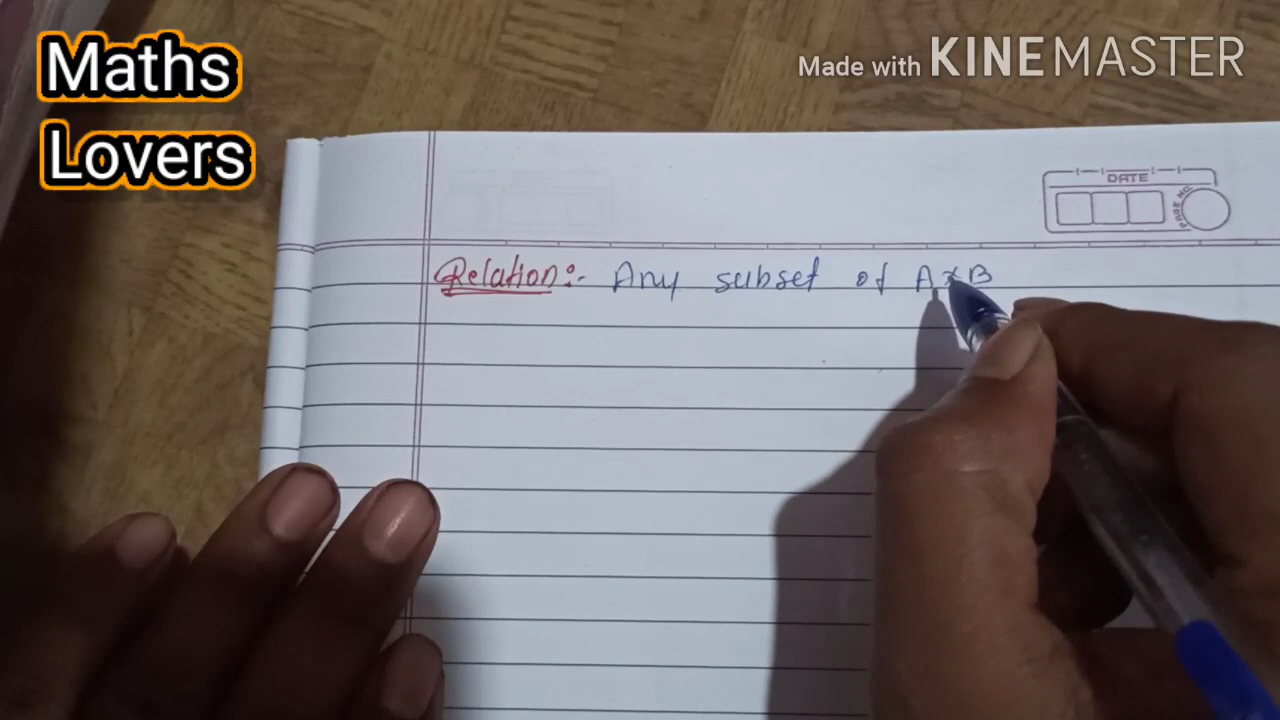 Maths
Lovers
Made with KINEMASTER
DATE
PAGE NO.
Relation:- Any subset of A×B